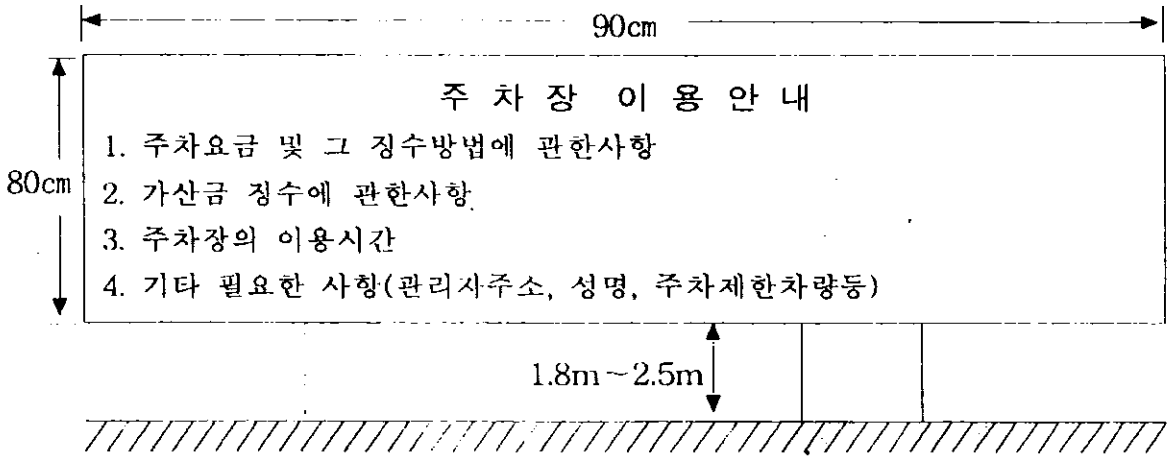 90cm
주 차 장 이 용 안 내
1. 주차요금 및 그 징수방법에 관한사항
80cm
2. 가산금 징수에 관한사항
3. 주차장의 이용시간
4. 기타 필요한 사항(관리자주소, 성명, 주차제한차량등)
1.8m~2.5m